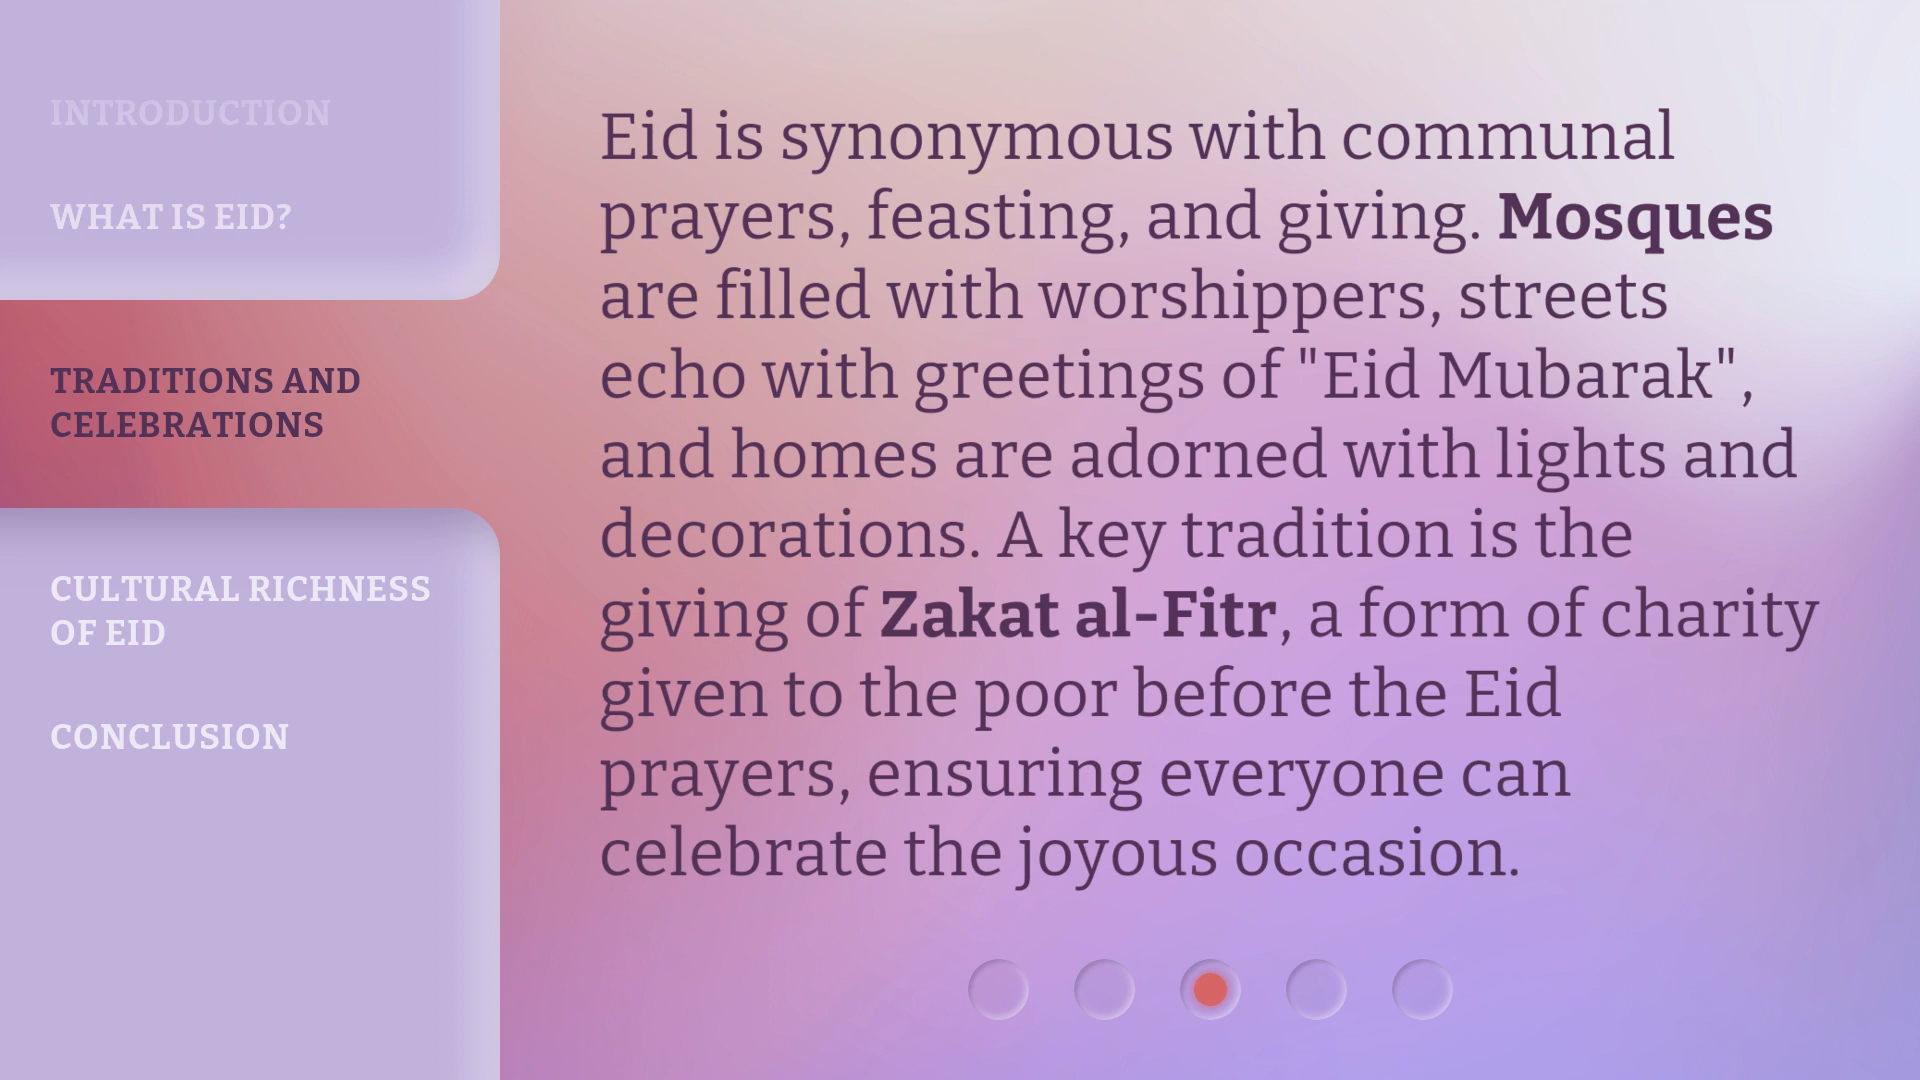 INTRODUCTION
WHAT IS EID?
TRADITIONS AND
CELEBRATIONS
CULTURAL RICHNESS
OF EID
CONCLUSION
Eid is synonymous with communal
prayers, feasting, and giving. Mosques
are filled with worshippers, streets
echo with greetings of "Eid Mubarak",
and homes are adorned with lights and
decorations. A key tradition is the
giving of Zakat al-Fitr, a form of charity
given to the poor before the Eid
prayers, ensuring everyone can
celebrate the joyous occasion.